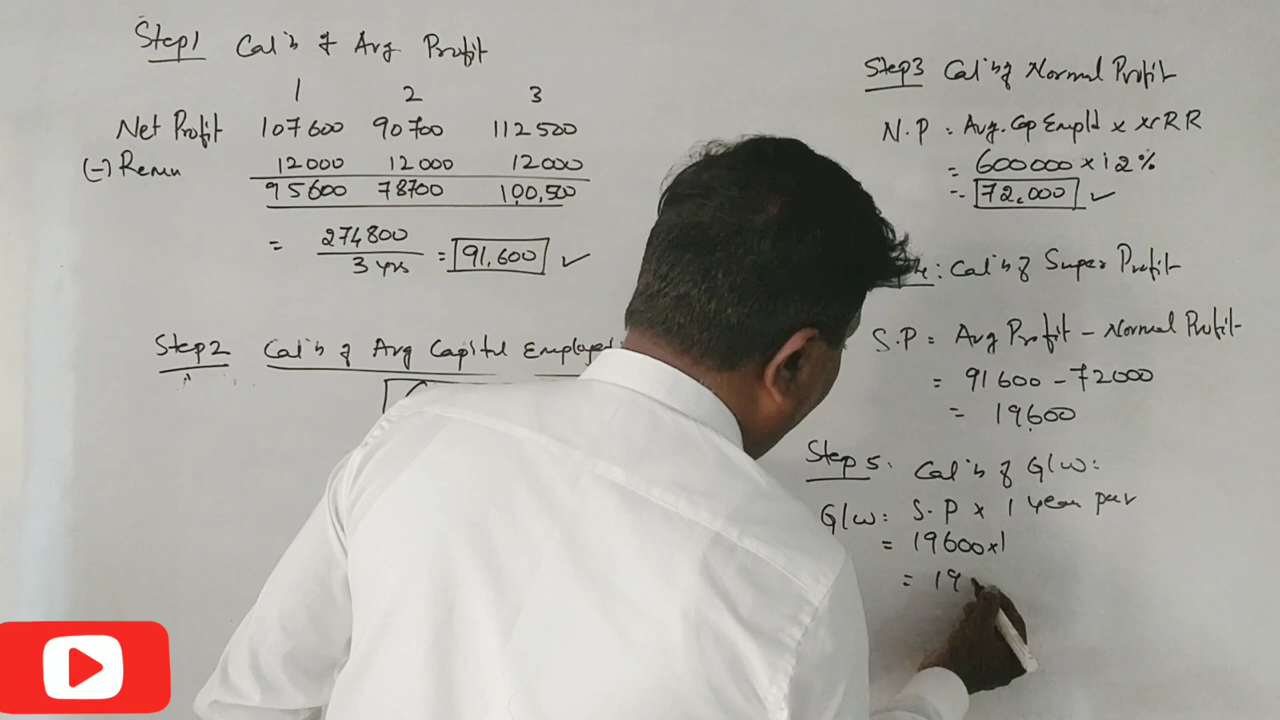 Step1 Cal'n of Avg. Profit
1 2 3
Net Profit 107600 90700 112500
(-) Remn 12000 12000 12000
95600 78700 100,500
= 274800 / 3 yrs = 91,600 ✓
Step2 Cal'n of Avg Capital Employed
Step3 Cal'n of Normal Profit
N.P = Avg. Cap Empld x NRR
= 600000 x 12%
= 72,000 ✓
: Cal'n of Super Profit
S.P = Avg Profit - Normal Profit
= 91600 - 72000
= 19600
Step 5: Cal'n of G/w:
G/w: S.P x 1 year pur
= 19600x1
= 19